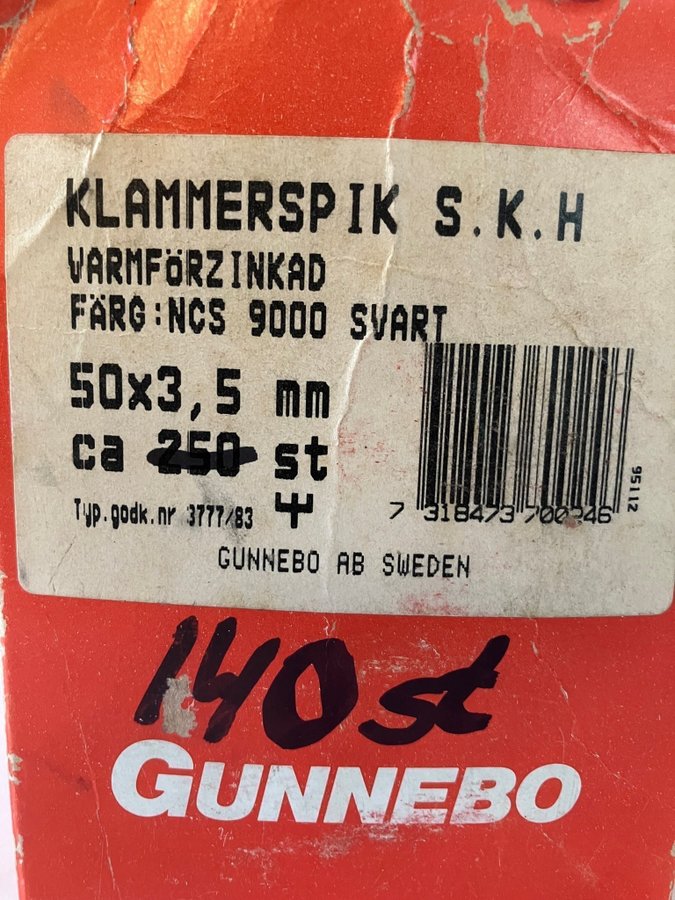 KLAMMERSPIK S.K.H
VARMFÖRZINKAD
FÄRG:NCS 9000 SVART
50x3,5 mm
ca 250 st
Typ.godk.nr 3777/83
95112
7 318473 700246
GUNNEBO AB SWEDEN
140 st
GUNNEBO